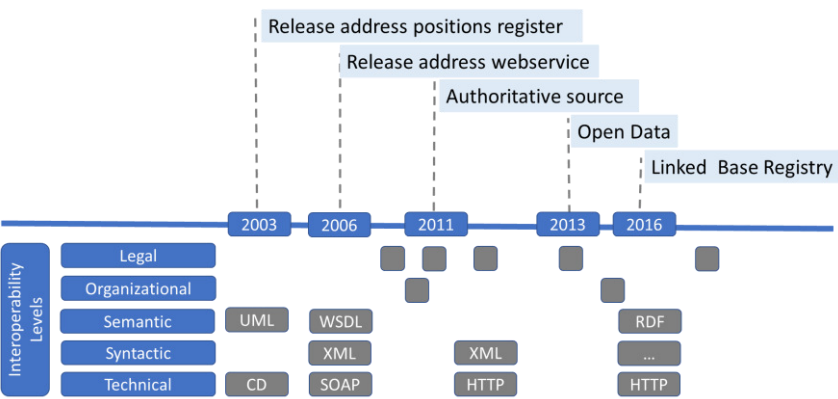 Release address positions register
Release address webservice
Authoritative source
Open Data
Linked Base Registry
2003 2006 2011 2013 2016
Interoperability
Levels
Legal
Organizational
Semantic UML WSDL RDF
Syntactic XML XML ...
Technical CD SOAP HTTP HTTP